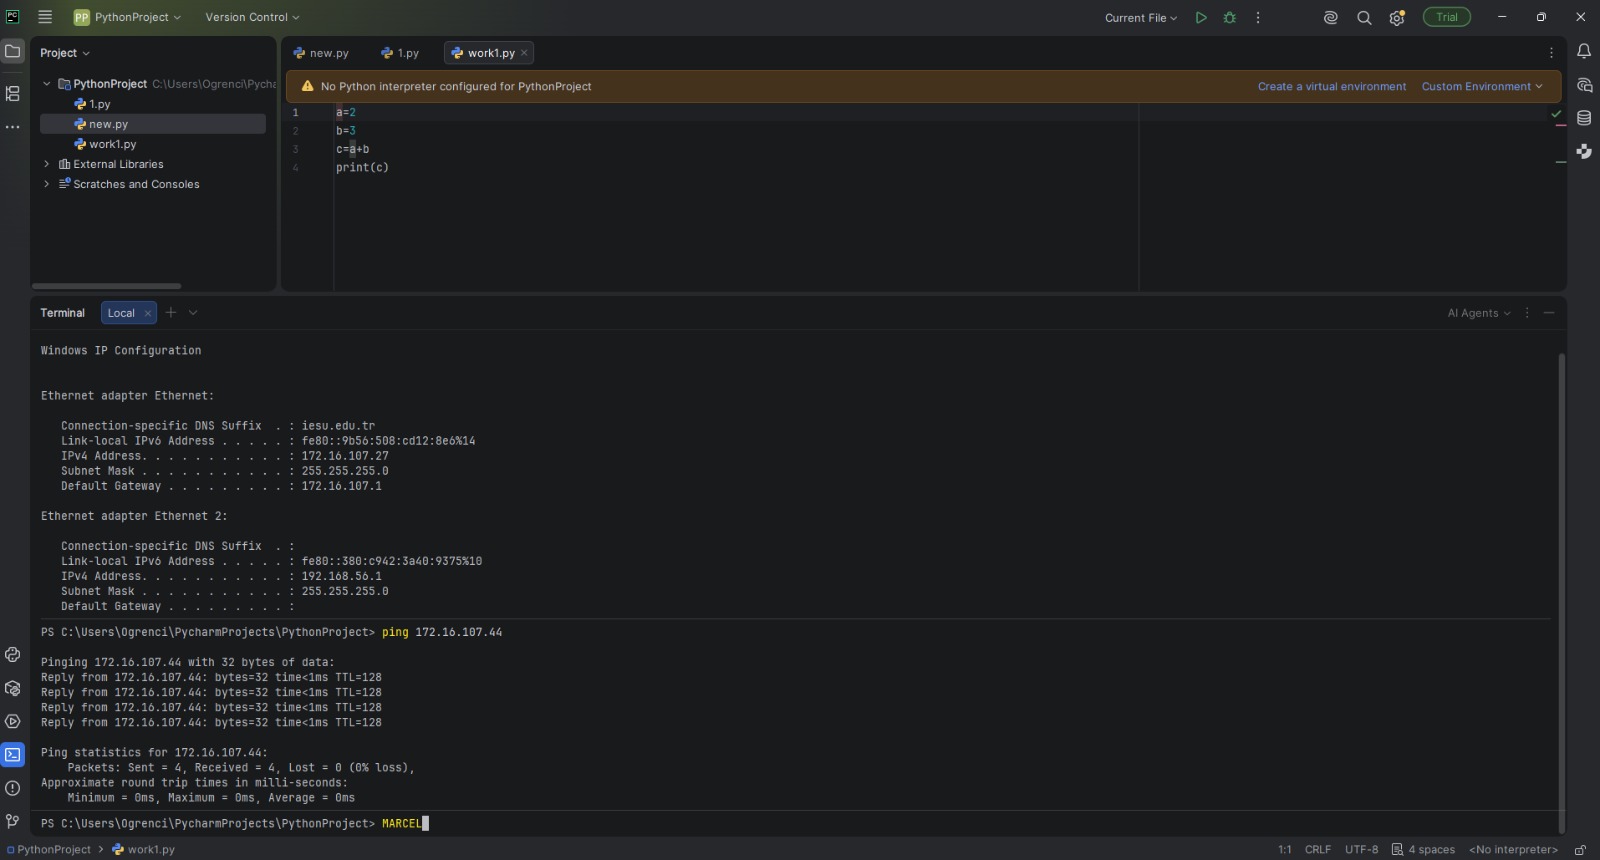 PC PP PythonProject Version Control Current File Trial
Project
new.py 1.py work1.py
PythonProject C:\Users\Ogrenci\Pycha
1.py
new.py
work1.py
External Libraries
Scratches and Consoles
No Python interpreter configured for PythonProject Create a virtual environment Custom Environment
1 a=2
2 b=3
3 c=a+b
4 print(c)
Terminal Local AI Agents
Windows IP Configuration
Ethernet adapter Ethernet:
Connection-specific DNS Suffix . : iesu.edu.tr
Link-local IPv6 Address . . . . . : fe80::9b56:508:cd12:8e6%14
IPv4 Address. . . . . . . . . . . : 172.16.107.27
Subnet Mask . . . . . . . . . . . : 255.255.255.0
Default Gateway . . . . . . . . . : 172.16.107.1
Ethernet adapter Ethernet 2:
Connection-specific DNS Suffix . :
Link-local IPv6 Address . . . . . : fe80::380:c942:3a40:9375%10
IPv4 Address. . . . . . . . . . . : 192.168.56.1
Subnet Mask . . . . . . . . . . . : 255.255.255.0
Default Gateway . . . . . . . . . :
PS C:\Users\Ogrenci\PycharmProjects\PythonProject> ping 172.16.107.44
Pinging 172.16.107.44 with 32 bytes of data:
Reply from 172.16.107.44: bytes=32 time<1ms TTL=128
Reply from 172.16.107.44: bytes=32 time<1ms TTL=128
Reply from 172.16.107.44: bytes=32 time<1ms TTL=128
Reply from 172.16.107.44: bytes=32 time<1ms TTL=128
Ping statistics for 172.16.107.44:
Packets: Sent = 4, Received = 4, Lost = 0 (0% loss),
Approximate round trip times in milli-seconds:
Minimum = 0ms, Maximum = 0ms, Average = 0ms
PS C:\Users\Ogrenci\PycharmProjects\PythonProject> MARCEL
PythonProject > work1.py 1:1 CRLF UTF-8 4 spaces <No interpreter>